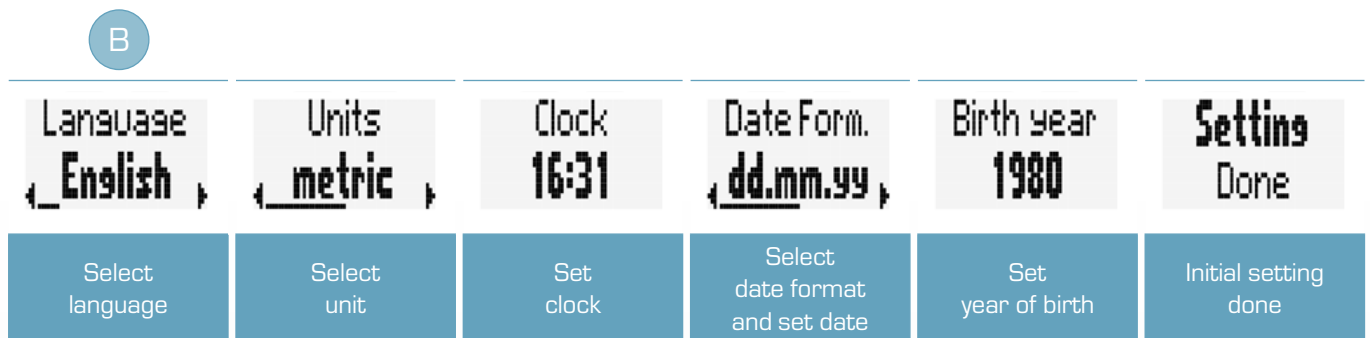 B
Language
English
Units
metric
Clock
16:31
Date Form.
dd.mm.yy
Birth year
1980
Setting
Done
Select
language
Select
unit
Set
clock
Select
date format
and set date
Set
year of birth
Initial setting
done